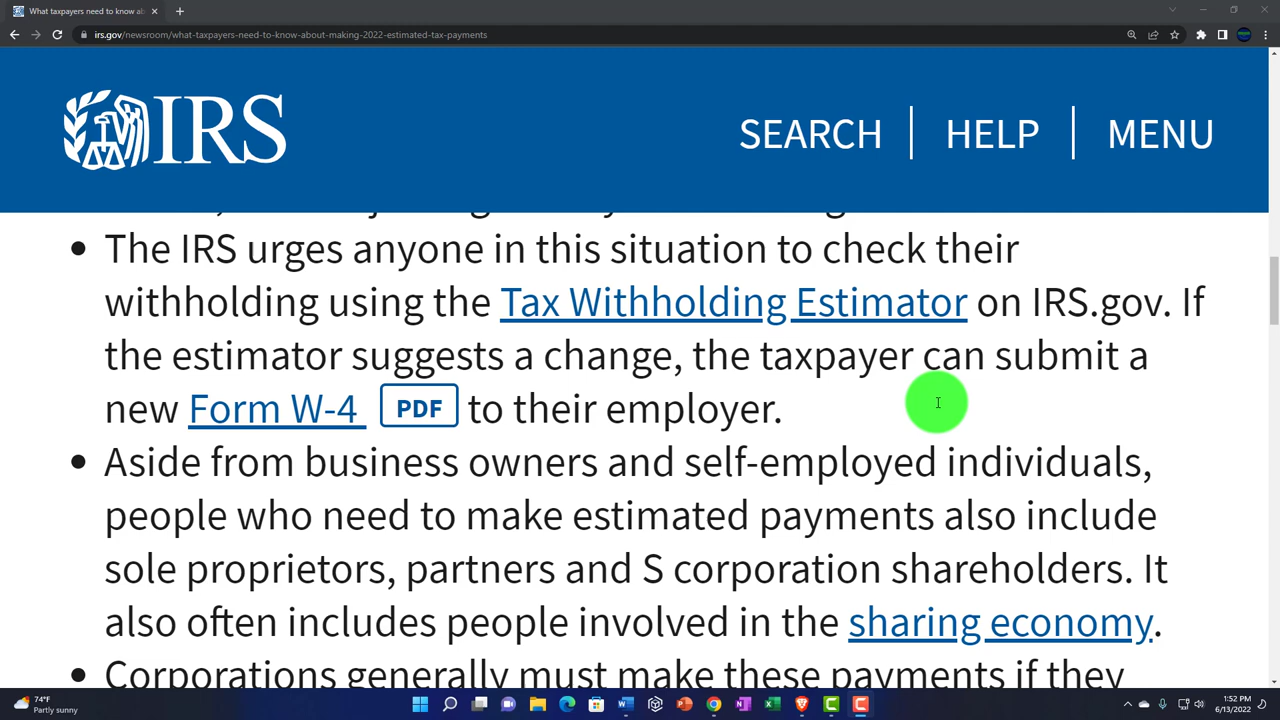 What taxpayers need to know ab
irs.gov/newsroom/what-taxpayers-need-to-know-about-making-2022-estimated-tax-payments
IRS
SEARCH
HELP
MENU
• The IRS urges anyone in this situation to check their
withholding using the Tax Withholding Estimator on IRS.gov. If
the estimator suggests a change, the taxpayer can submit a
new Form W-4 PDF to their employer.
• Aside from business owners and self-employed individuals,
people who need to make estimated payments also include
sole proprietors, partners and S corporation shareholders. It
also often includes people involved in the sharing economy.
• Corporations generally must make these payments if they
74°F
Partly sunny
1:52 PM
6/13/2022